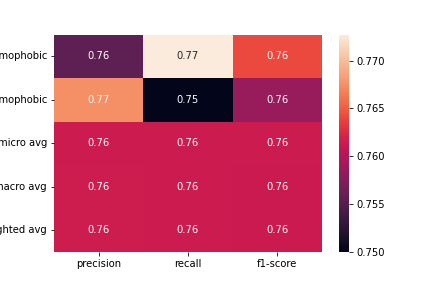 mophobic 0.76 0.77 0.76 0.770
mophobic 0.77 0.75 0.76 0.765
micro avg 0.76 0.76 0.76 0.760
nacro avg 0.76 0.76 0.76 0.755
ghted avg 0.76 0.76 0.76 0.750
precision recall f1-score